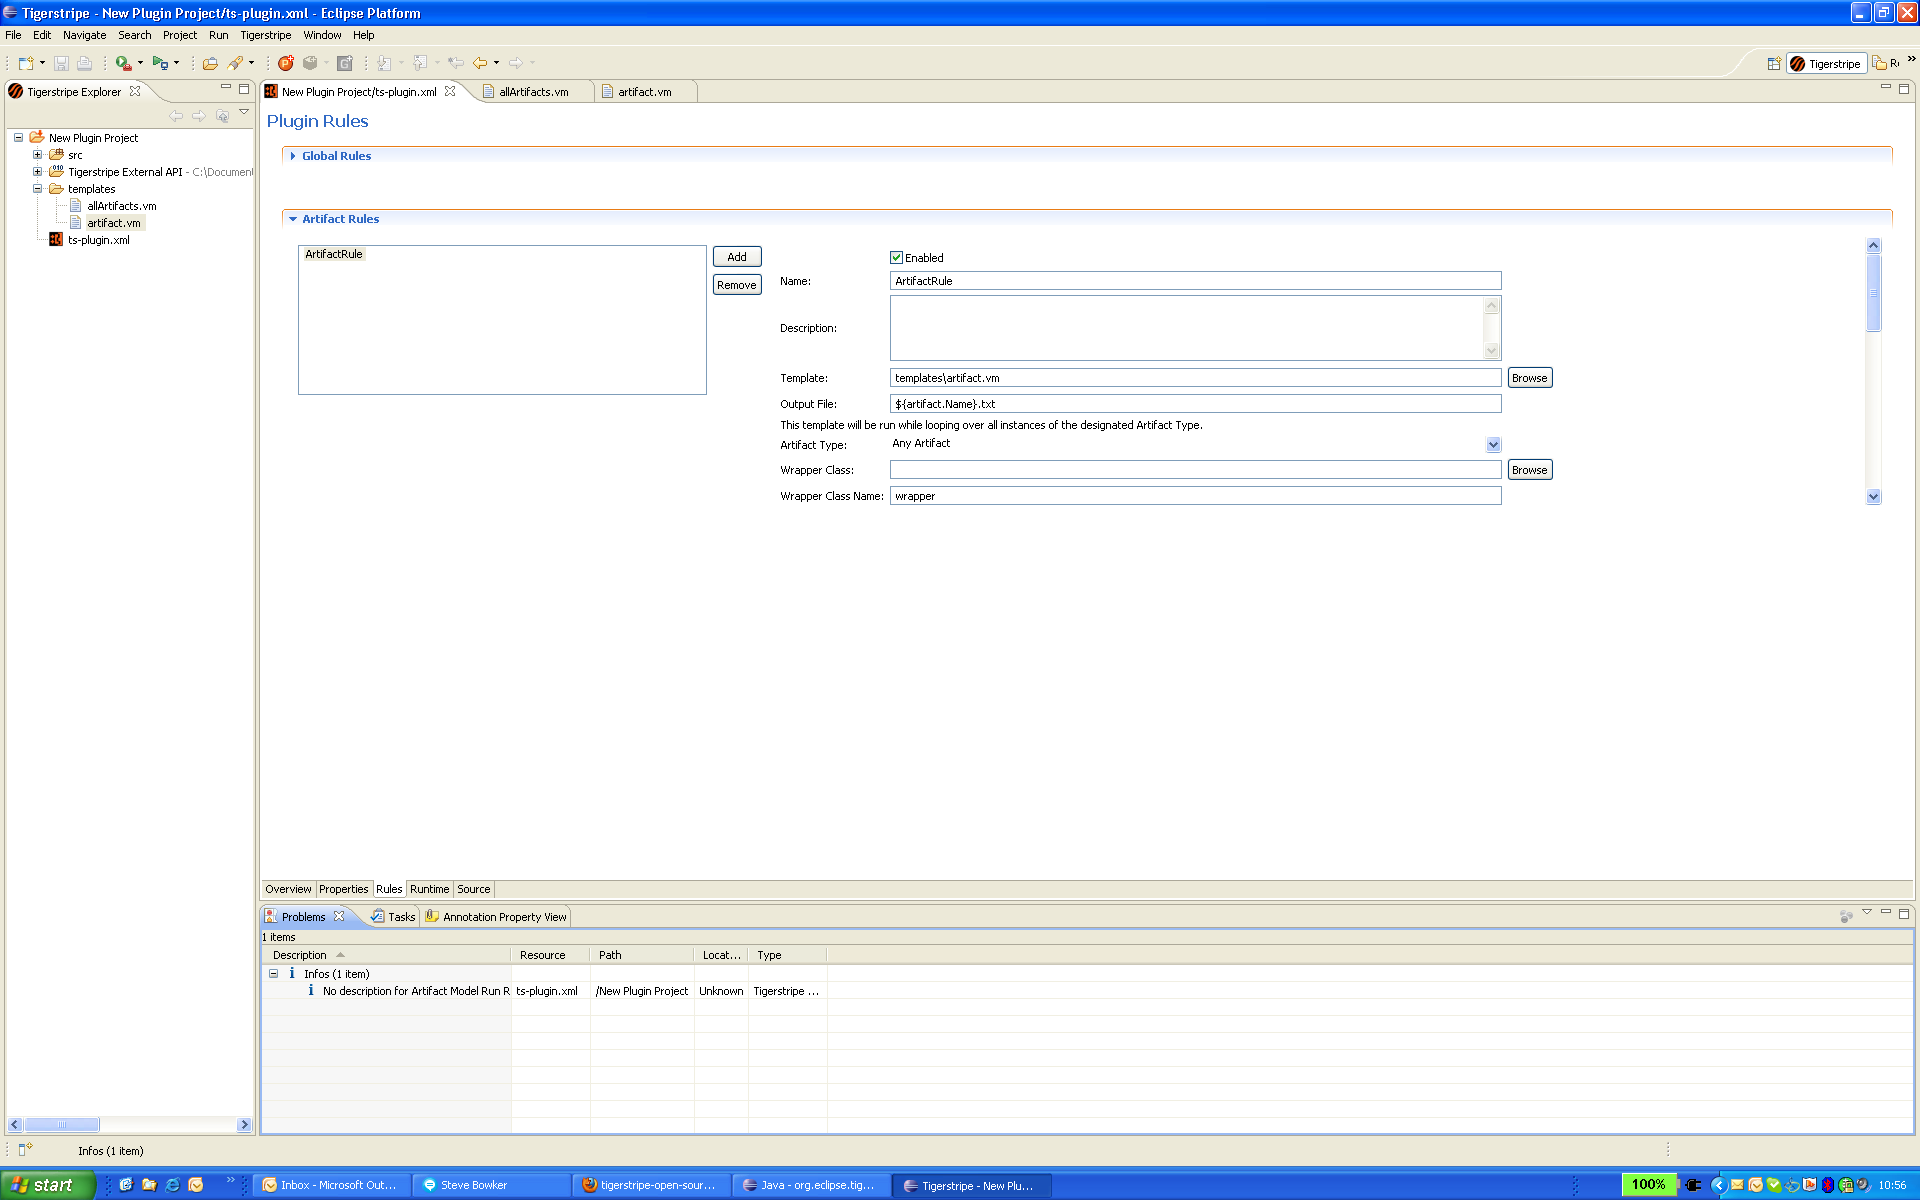 Tigerstripe - New Plugin Project/ts-plugin.xml - Eclipse Platform
File Edit Navigate Search Project Run Tigerstripe Window Help
Tigerstripe
Tigerstripe Explorer
New Plugin Project/ts-plugin.xml
allArtifacts.vm
artifact.vm
New Plugin Project
src
Tigerstripe External API - C:\Document
templates
allArtifacts.vm
artifact.vm
ts-plugin.xml
Plugin Rules
Global Rules
Artifact Rules
ArtifactRule
Add
Remove
Enabled
Name: ArtifactRule
Description:
Template: templates\artifact.vm Browse
Output File: ${artifact.Name}.txt
This template will be run while looping over all instances of the designated Artifact Type.
Artifact Type: Any Artifact
Wrapper Class: Browse
Wrapper Class Name: wrapper
Overview Properties Rules Runtime Source
Problems Tasks Annotation Property View
1 items
Description Resource Path Locat... Type
Infos (1 item)
No description for Artifact Model Run R ts-plugin.xml /New Plugin Project Unknown Tigerstripe ...
Infos (1 item)
start
Inbox - Microsoft Out...
Steve Bowker
tigerstripe-open-sour...
Java - org.eclipse.tig...
Tigerstripe - New Plu...
100%
10:56